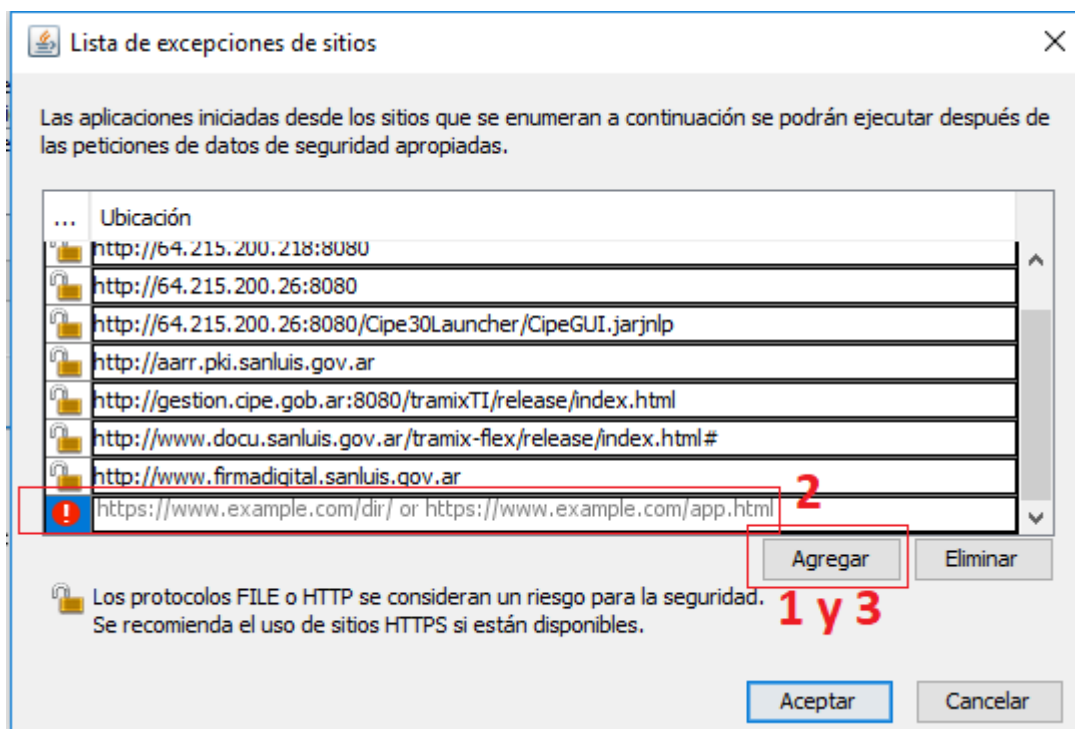 Lista de excepciones de sitios
Las aplicaciones iniciadas desde los sitios que se enumeran a continuación se podrán ejecutar después de
las peticiones de datos de seguridad apropiadas.
... Ubicación
http://64.215.200.218:8080
http://64.215.200.26:8080
http://64.215.200.26:8080/Cipe30Launcher/CipeGUI.jarjnlp
http://aarr.pki.sanluis.gov.ar
http://gestion.cipe.gob.ar:8080/tramixTI/release/index.html
http://www.docu.sanluis.gov.ar/tramix-flex/release/index.html#
http://www.firmadigital.sanluis.gov.ar
https://www.example.com/dir/ or https://www.example.com/app.html
2
Agregar Eliminar
1 y 3
Los protocolos FILE o HTTP se consideran un riesgo para la seguridad.
Se recomienda el uso de sitios HTTPS si están disponibles.
Aceptar Cancelar